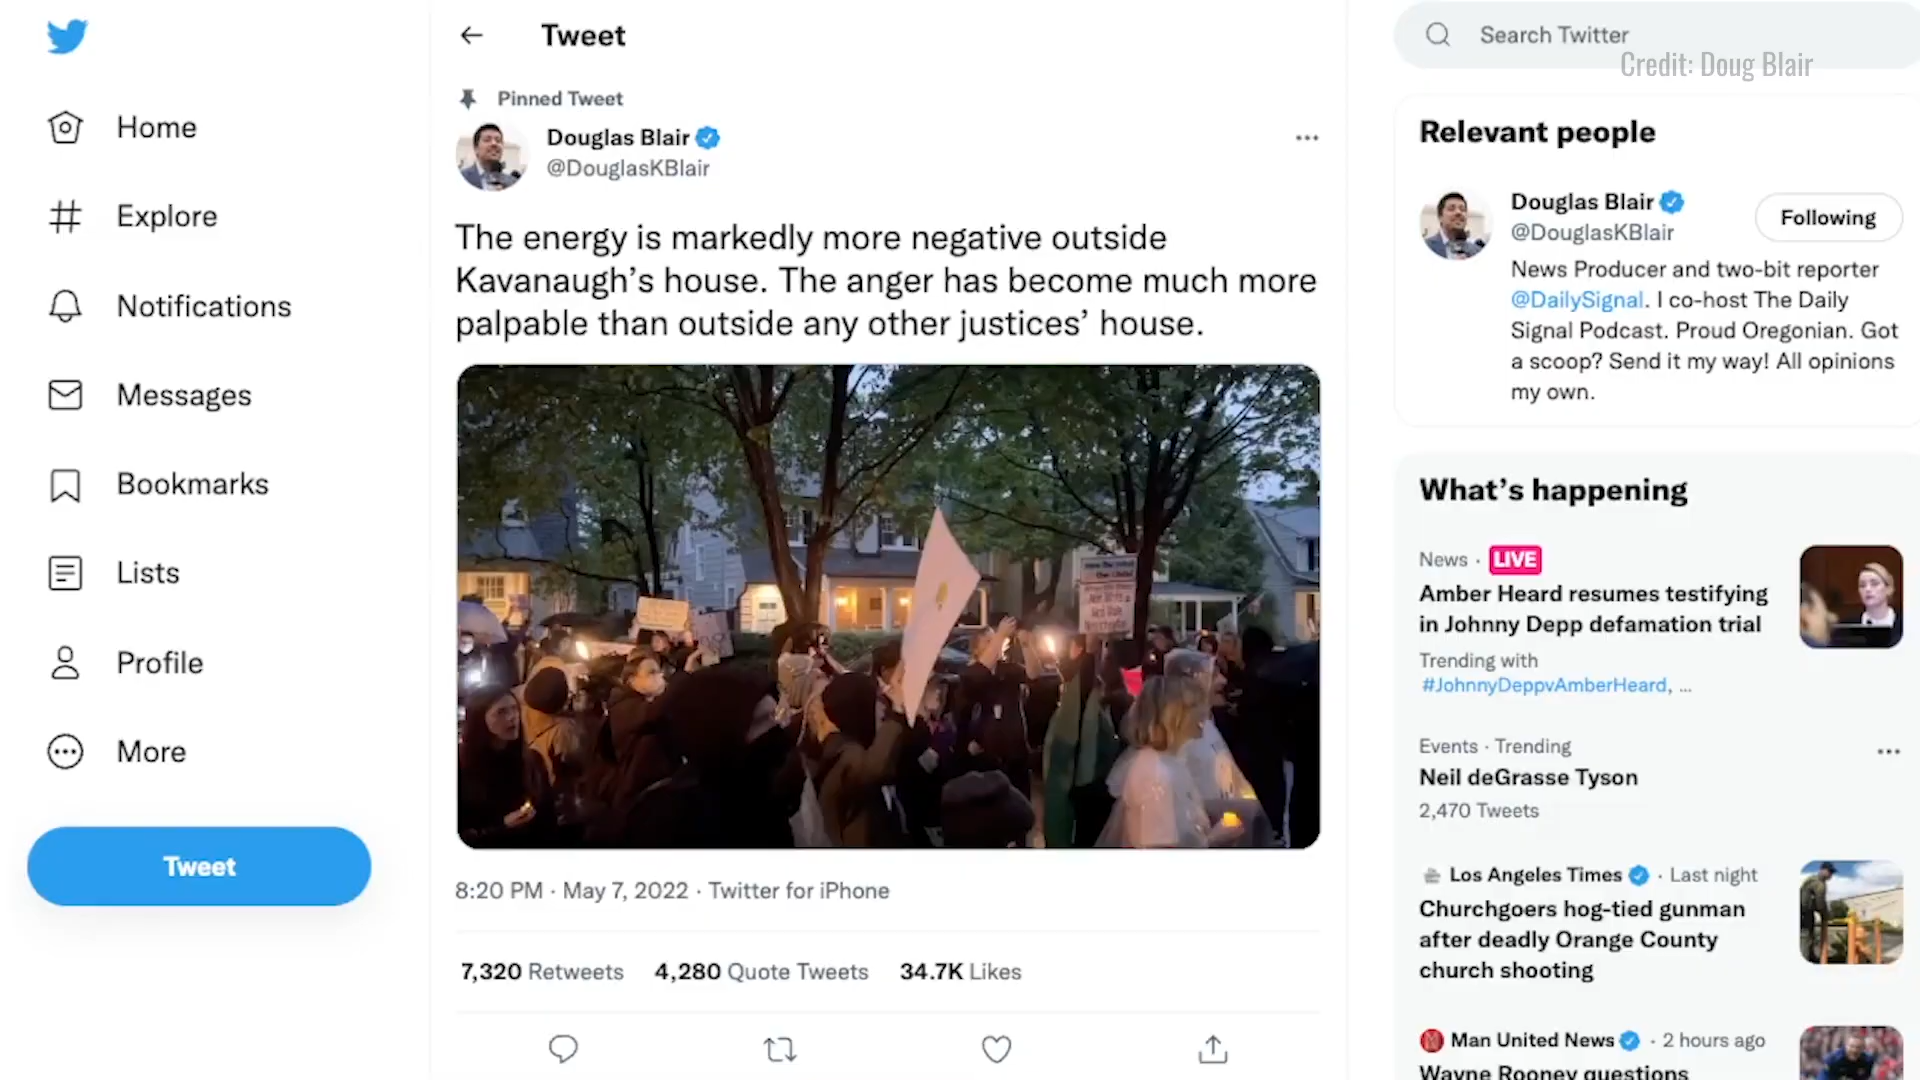 Home
Explore
Notifications
Messages
Bookmarks
Lists
Profile
More
Tweet
Tweet
Pinned Tweet
Douglas Blair
@DouglasKBlair
The energy is markedly more negative outside
Kavanaugh’s house. The anger has become much more
palpable than outside any other justices’ house.
8:20 PM · May 7, 2022 · Twitter for iPhone
7,320 Retweets 4,280 Quote Tweets 34.7K Likes
Search Twitter
Credit: Doug Blair
Relevant people
Douglas Blair
@DouglasKBlair
Following
News Producer and two-bit reporter
@DailySignal. I co-host The Daily
Signal Podcast. Proud Oregonian. Got
a scoop? Send it my way! All opinions
my own.
What’s happening
News · LIVE
Amber Heard resumes testifying
in Johnny Depp defamation trial
Trending with
#JohnnyDeppvAmberHeard, ...
Events · Trending
Neil deGrasse Tyson
2,470 Tweets
Los Angeles Times · Last night
Churchgoers hog-tied gunman
after deadly Orange County
church shooting
Man United News · 2 hours ago
Wayne Rooney questions